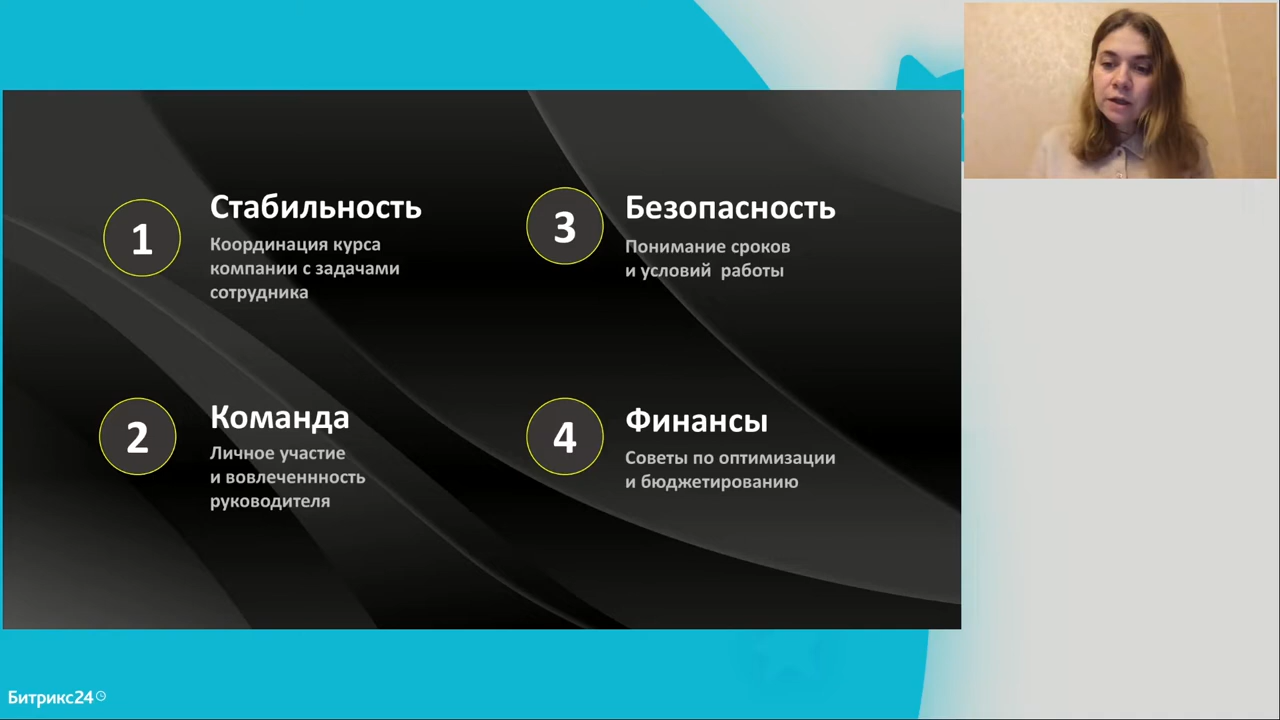 1
Стабильность
Координация курса
компании с задачами
сотрудника
2
Команда
Личное участие
и вовлеченнность
руководителя
3
Безопасность
Понимание сроков
и условий работы
4
Финансы
Советы по оптимизации
и бюджетированию
Битрикс24